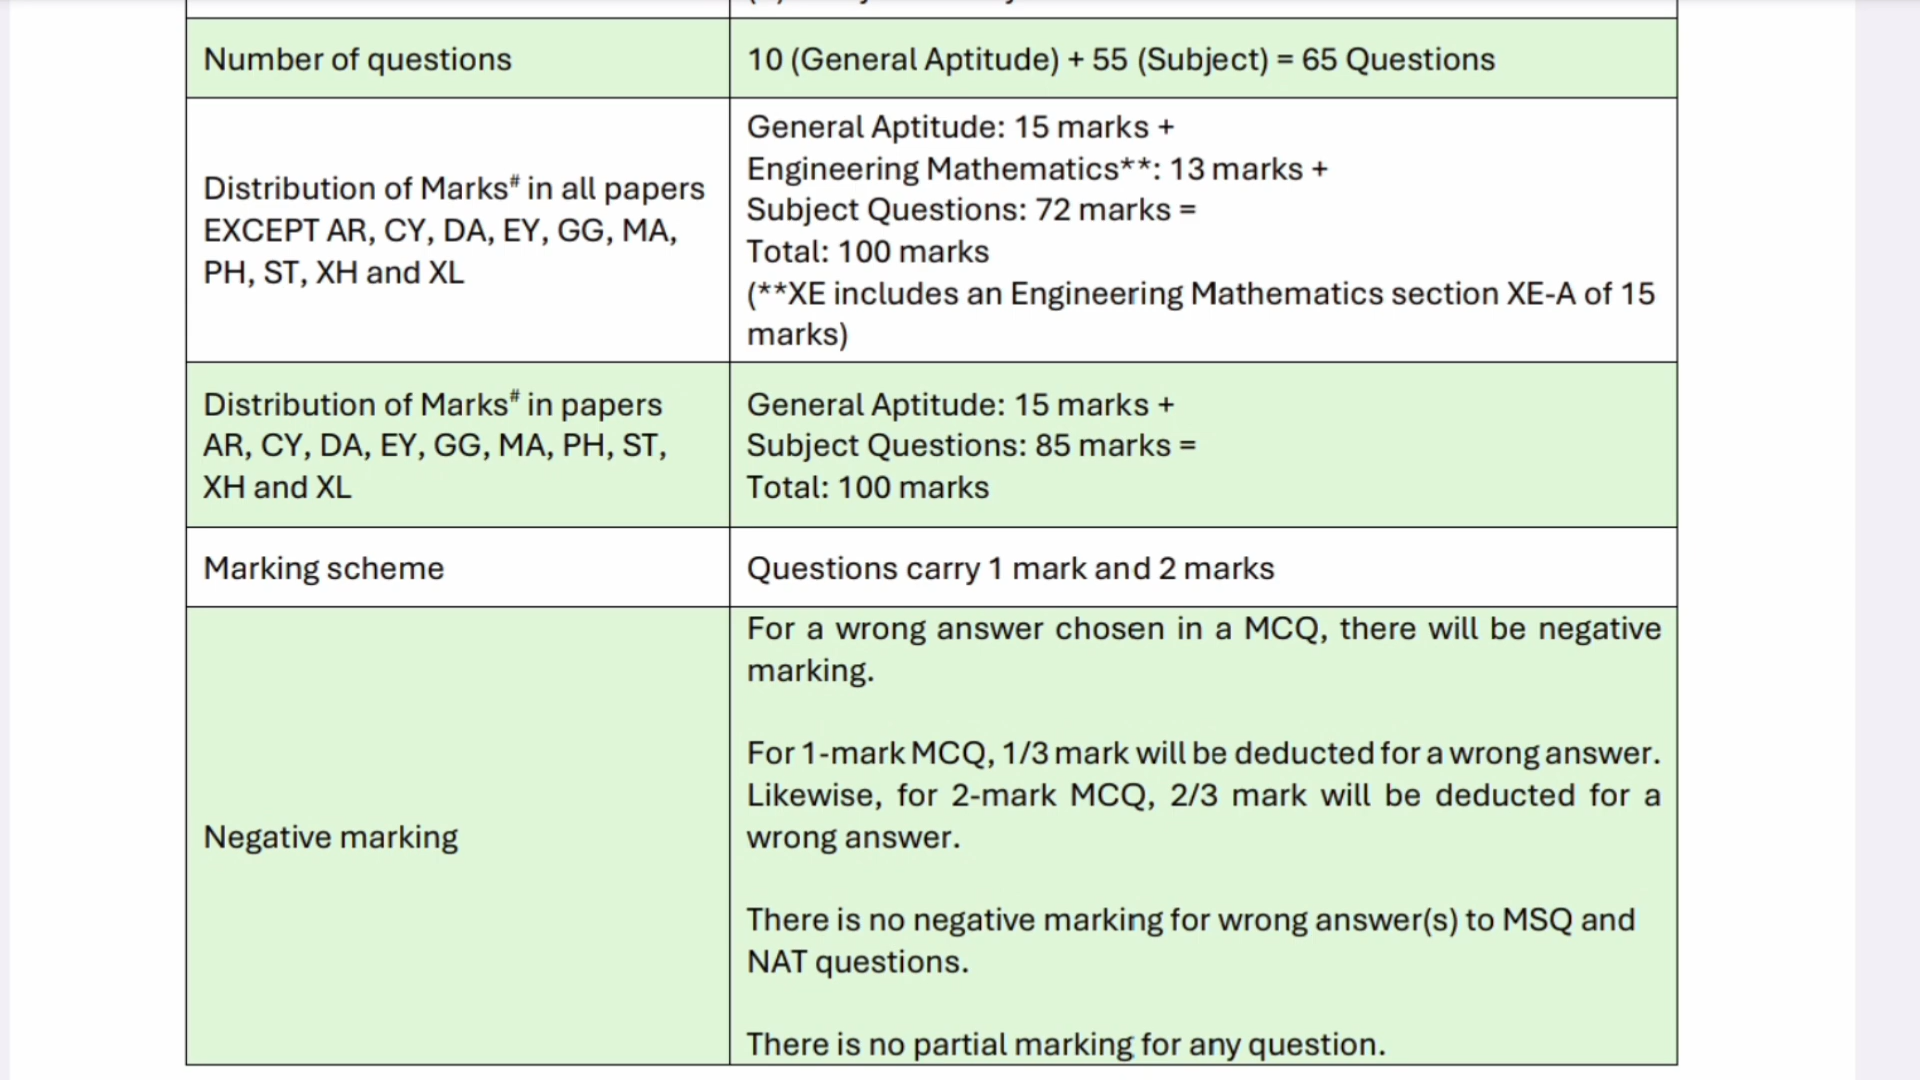 Number of questions
10 (General Aptitude) + 55 (Subject) = 65 Questions
Distribution of Marks# in all papers
EXCEPT AR, CY, DA, EY, GG, MA,
PH, ST, XH and XL
General Aptitude: 15 marks +
Engineering Mathematics**: 13 marks +
Subject Questions: 72 marks =
Total: 100 marks
(**XE includes an Engineering Mathematics section XE-A of 15
marks)
Distribution of Marks# in papers
AR, CY, DA, EY, GG, MA, PH, ST,
XH and XL
General Aptitude: 15 marks +
Subject Questions: 85 marks =
Total: 100 marks
Marking scheme
Questions carry 1 mark and 2 marks
Negative marking
For a wrong answer chosen in a MCQ, there will be negative
marking.
For 1-mark MCQ, 1/3 mark will be deducted for a wrong answer.
Likewise, for 2-mark MCQ, 2/3 mark will be deducted for a
wrong answer.
There is no negative marking for wrong answer(s) to MSQ and
NAT questions.
There is no partial marking for any question.